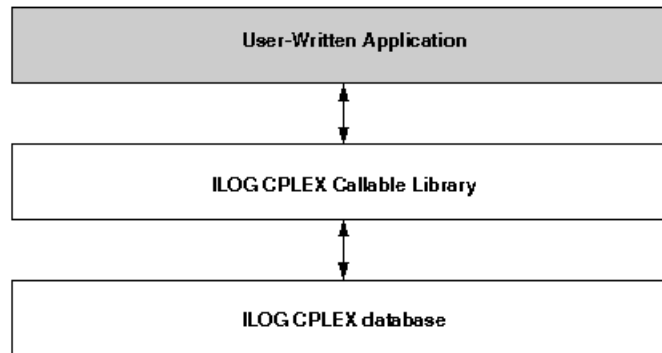 User-Written Application
ILOG CPLEX Callable Library
ILOG CPLEX database